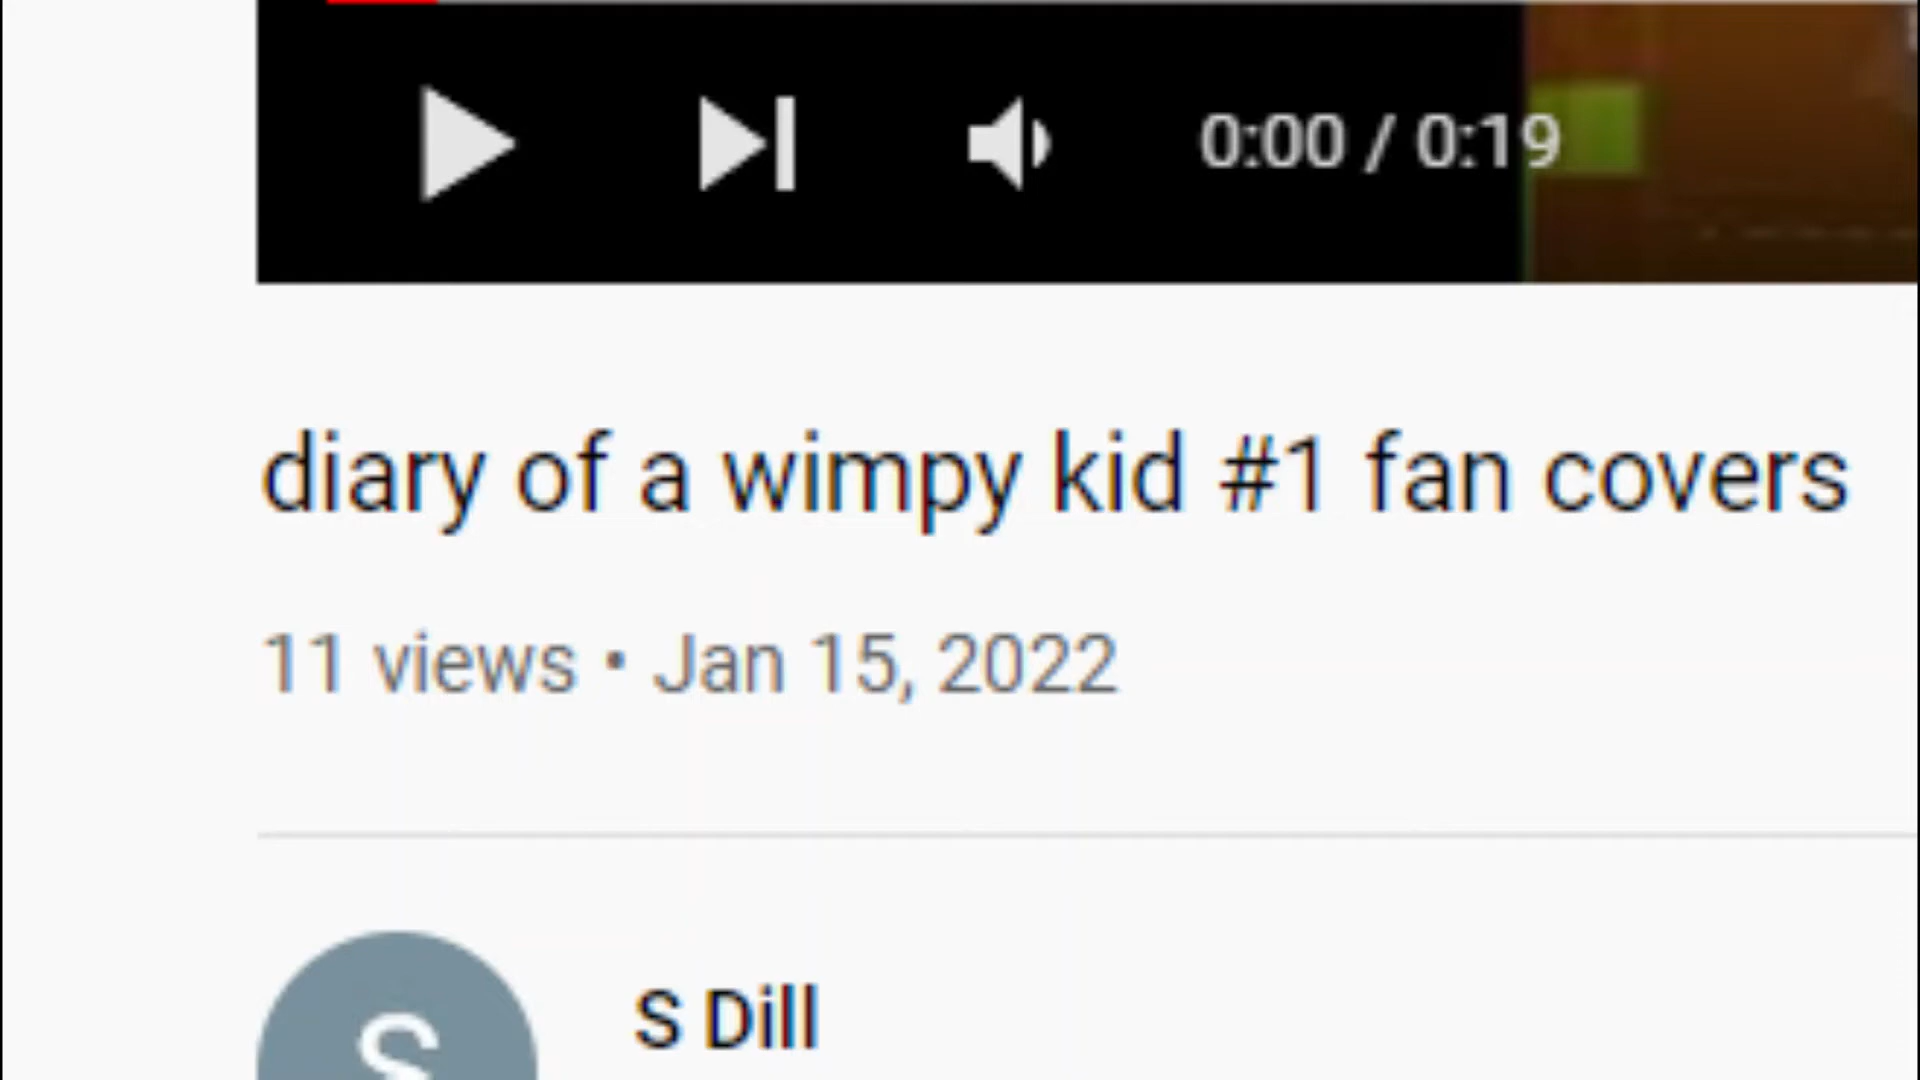 0:00 / 0:19
diary of a wimpy kid #1 fan covers
11 views • Jan 15, 2022
S Dill
S